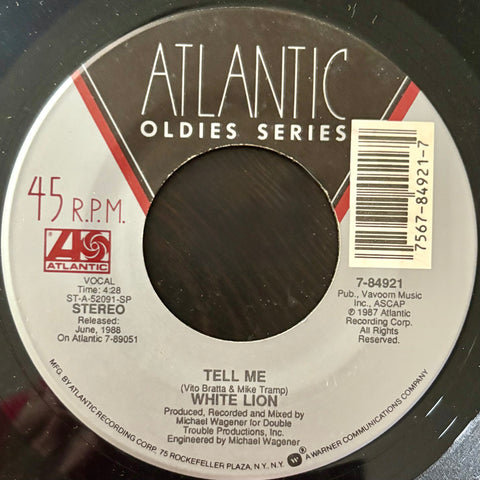 ATLANTIC
OLDIES SERIES
45 R.P.M.
ATLANTIC
VOCAL
Time: 4:28
ST-A-52091-SP
STEREO
Released:
June, 1988
On Atlantic 7-89051
7567-84921-7
7-84921
Pub., Vavoom Music
Inc., ASCAP
℗ 1987 Atlantic
Recording Corp.
All Rights
Reserved.
TELL ME
(Vito Bratta & Mike Tramp)
WHITE LION
Produced, Recorded and Mixed by
Michael Wagener for Double
Trouble Productions, Inc.
Engineered by Michael Wagener
MFG. BY ATLANTIC RECORDING CORP. 75 ROCKEFELLER PLAZA, N.Y. N.Y. A WARNER COMMUNICATIONS COMPANY